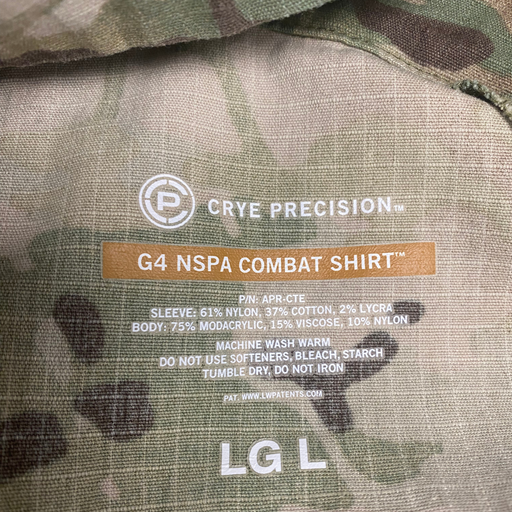 CRYE PRECISION™
G4 NSPA COMBAT SHIRT™
P/N: APR-CTE
SLEEVE: 61% NYLON, 37% COTTON, 2% LYCRA
BODY: 75% MODACRYLIC, 15% VISCOSE, 10% NYLON
MACHINE WASH WARM
DO NOT USE SOFTENERS, BLEACH, STARCH
TUMBLE DRY, DO NOT IRON
PAT. WWW.LWPATENTS.COM
LG L